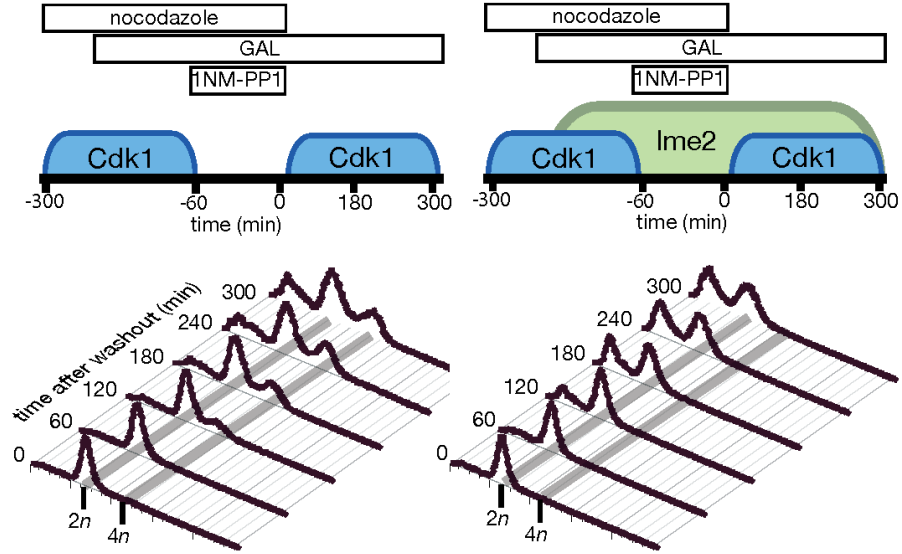 nocodazole
GAL
1NM-PP1
Cdk1
Cdk1
-300
-60
0
180
300
time (min)
nocodazole
GAL
1NM-PP1
Cdk1
Ime2
Cdk1
-300
-60
0
180
300
time (min)
time after washout (min)
300
240
180
120
60
0
2n
4n
300
240
180
120
60
0
2n
4n